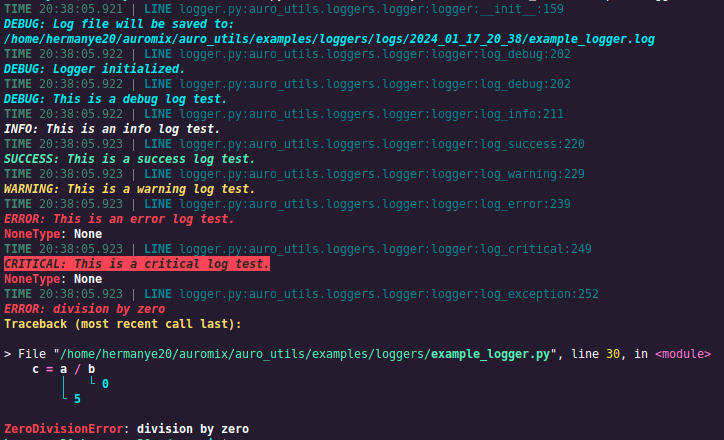 TIME 20:38:05.921 | LINE logger.py:auro_utils.loggers.logger:logger:__init__:159
DEBUG: Log file will be saved to:
/home/hermanye20/auromix/auro_utils/examples/loggers/logs/2024_01_17_20_38/example_logger.log
TIME 20:38:05.922 | LINE logger.py:auro_utils.loggers.logger:logger:log_debug:202
DEBUG: Logger initialized.
TIME 20:38:05.922 | LINE logger.py:auro_utils.loggers.logger:logger:log_debug:202
DEBUG: This is a debug log test.
TIME 20:38:05.922 | LINE logger.py:auro_utils.loggers.logger:logger:log_info:211
INFO: This is an info log test.
TIME 20:38:05.923 | LINE logger.py:auro_utils.loggers.logger:logger:log_success:220
SUCCESS: This is a success log test.
TIME 20:38:05.923 | LINE logger.py:auro_utils.loggers.logger:logger:log_warning:229
WARNING: This is a warning log test.
TIME 20:38:05.923 | LINE logger.py:auro_utils.loggers.logger:logger:log_error:239
ERROR: This is an error log test.
NoneType: None
TIME 20:38:05.923 | LINE logger.py:auro_utils.loggers.logger:logger:log_critical:249
CRITICAL: This is a critical log test.
NoneType: None
TIME 20:38:05.923 | LINE logger.py:auro_utils.loggers.logger:logger:log_exception:252
ERROR: division by zero
Traceback (most recent call last):
> File "/home/hermanye20/auromix/auro_utils/examples/loggers/example_logger.py", line 30, in <module>
c = a / b
│ └ 0
└ 5
ZeroDivisionError: division by zero